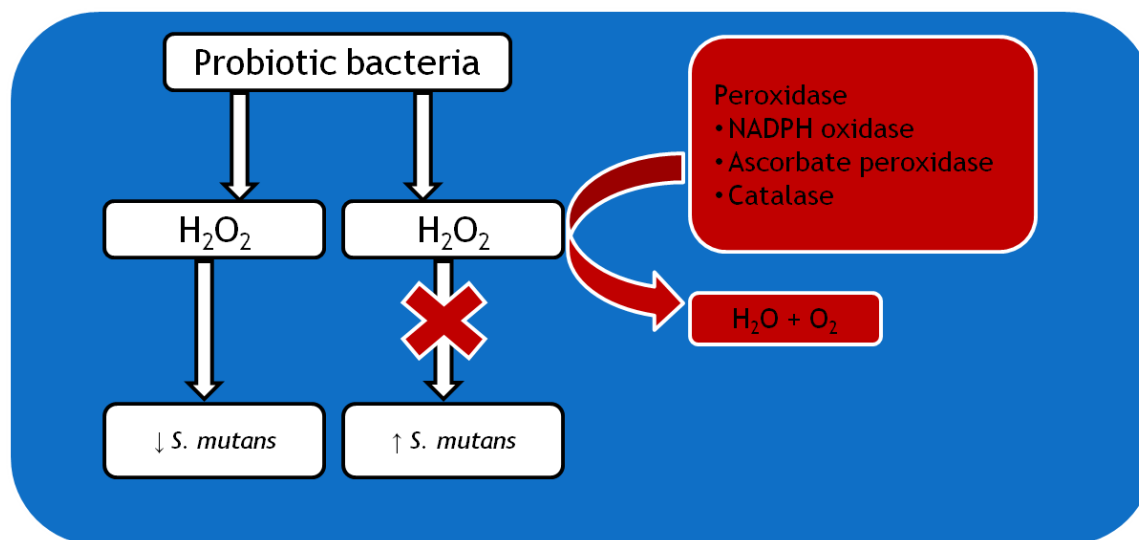 Probiotic bacteria
Peroxidase
• NADPH oxidase
• Ascorbate peroxidase
• Catalase
H₂O₂
H₂O₂
H₂O + O₂
↓ S. mutans
↑ S. mutans